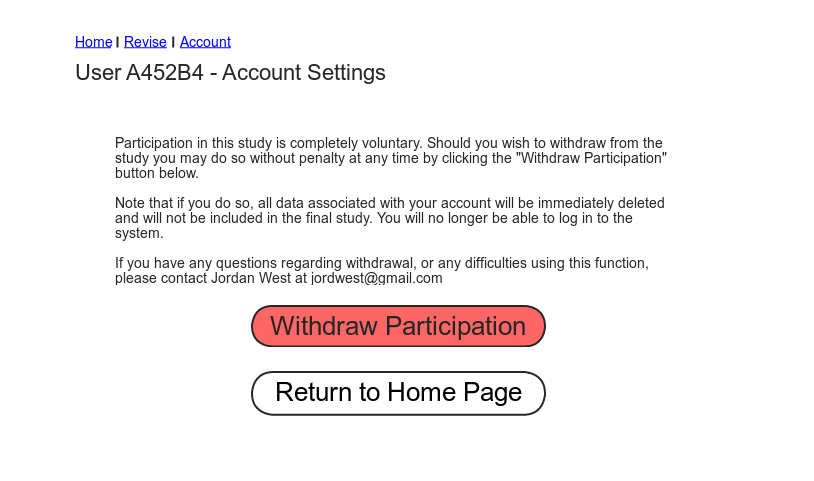 Home I Revise I Account
User A452B4 - Account Settings
Participation in this study is completely voluntary. Should you wish to withdraw from the
study you may do so without penalty at any time by clicking the "Withdraw Participation"
button below.
Note that if you do so, all data associated with your account will be immediately deleted
and will not be included in the final study. You will no longer be able to log in to the
system.
If you have any questions regarding withdrawal, or any difficulties using this function,
please contact Jordan West at jordwest@gmail.com
Withdraw Participation
Return to Home Page